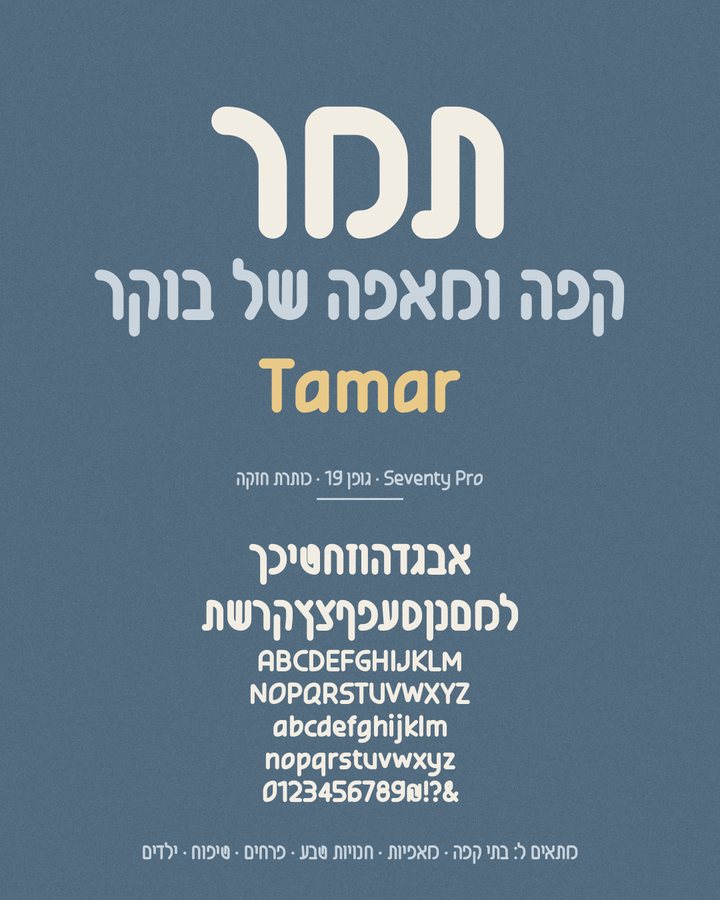 תמר
קפה ומאפה של בוקר
Tamar
Seventy Pro · גופן 19 · כותרת חזקה
אבגדהוזחטיכך
למםנןסעפףצץקרשת
ABCDEFGHIJKLM
NOPQRSTUVWXYZ
abcdefghijklm
nopqrstuvwxyz
0123456789₪!?&
מתאים ל: בתי קפה · מאפיות · חנויות טבע · פרחים · טיפוח · ילדים